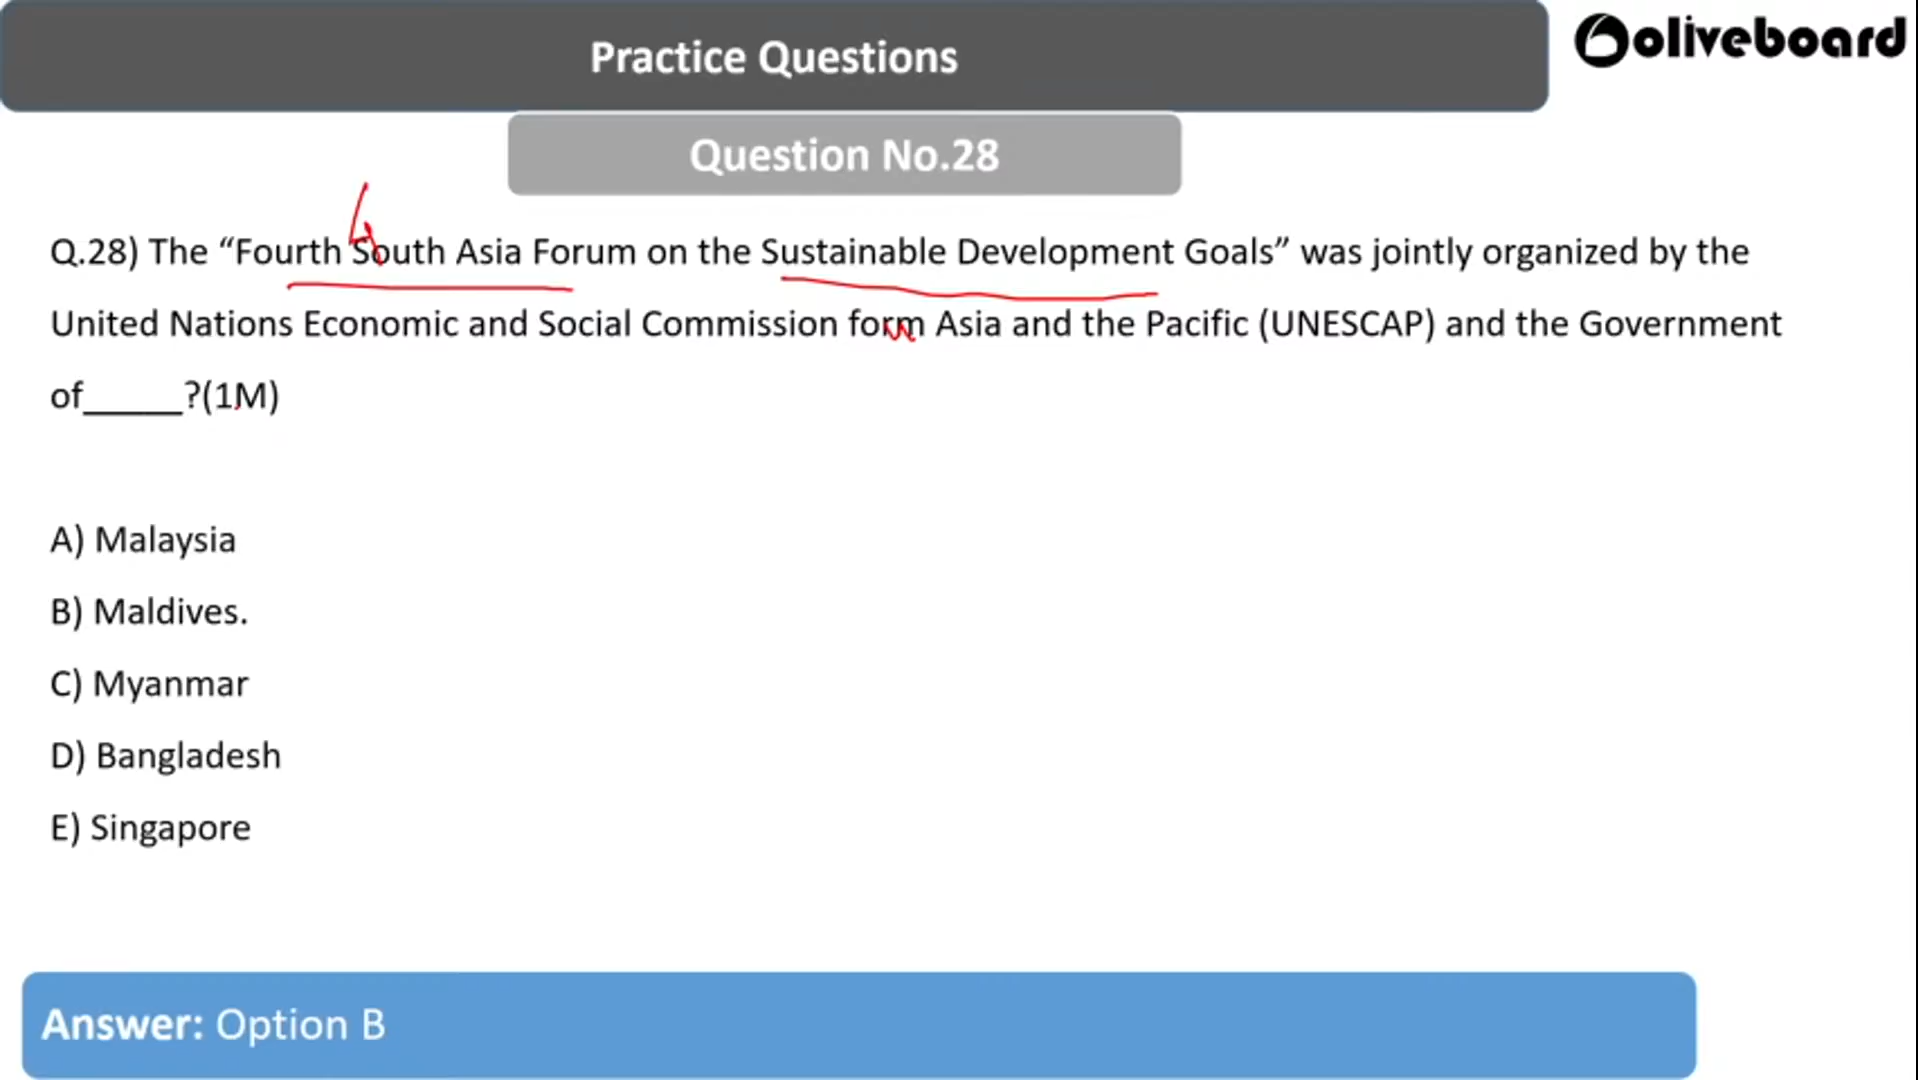 Practice Questions
oliveboard
Question No.28
Q.28) The “Fourth South Asia Forum on the Sustainable Development Goals” was jointly organized by the
United Nations Economic and Social Commission form Asia and the Pacific (UNESCAP) and the Government
of_____?(1M)
A) Malaysia
B) Maldives.
C) Myanmar
D) Bangladesh
E) Singapore
Answer: Option B